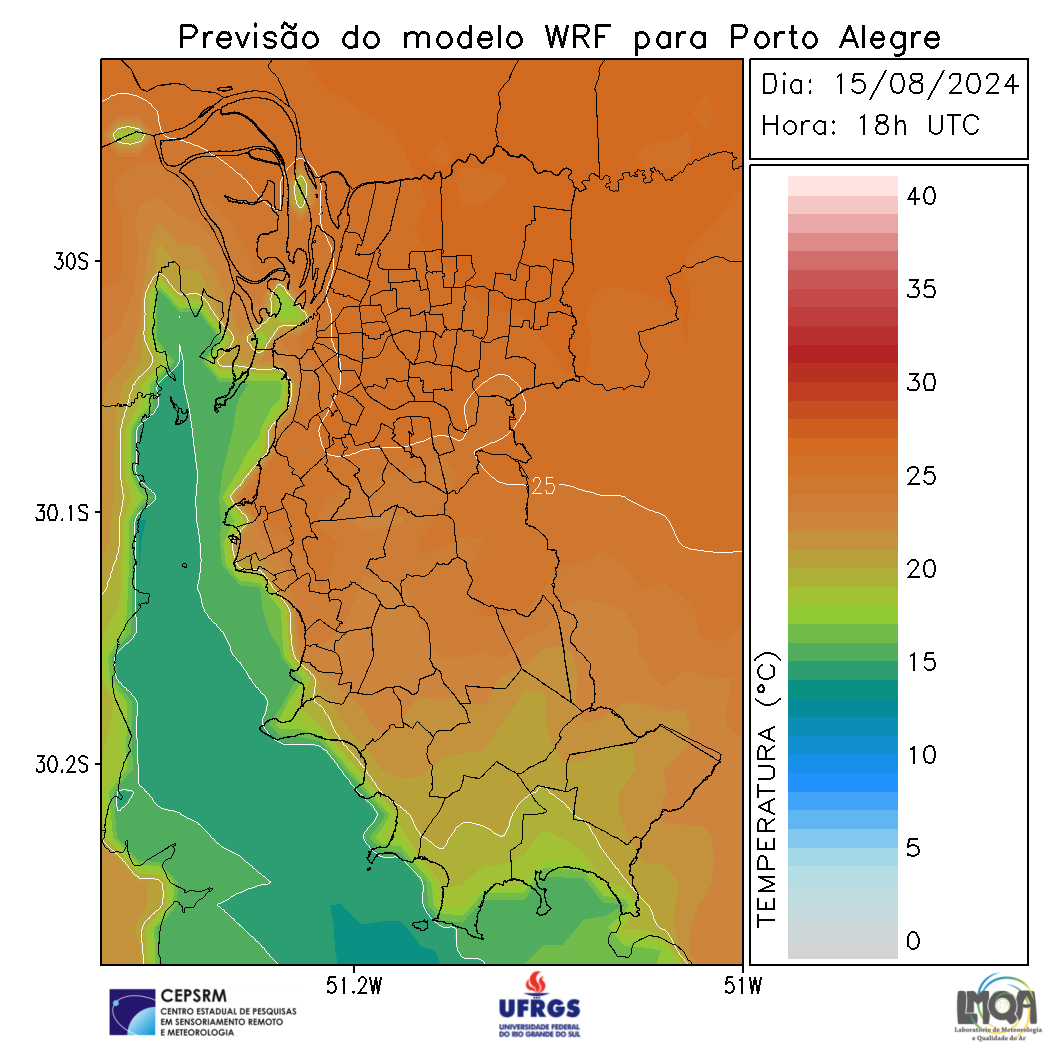 Previsão do modelo WRF para Porto Alegre
Dia: 15/08/2024
Hora: 18h UTC
40
35
30
25
20
15
10
5
0
TEMPERATURA (°C)
30S
30.1S
30.2S
25
51.2W
51W
CEPSRM
CENTRO ESTADUAL DE PESQUISAS
EM SENSORIAMENTO REMOTO
E METEOROLOGIA
UFRGS
UNIVERSIDADE FEDERAL
DO RIO GRANDE DO SUL
LMQA
Laboratório de Meteorologia
e Qualidade do Ar